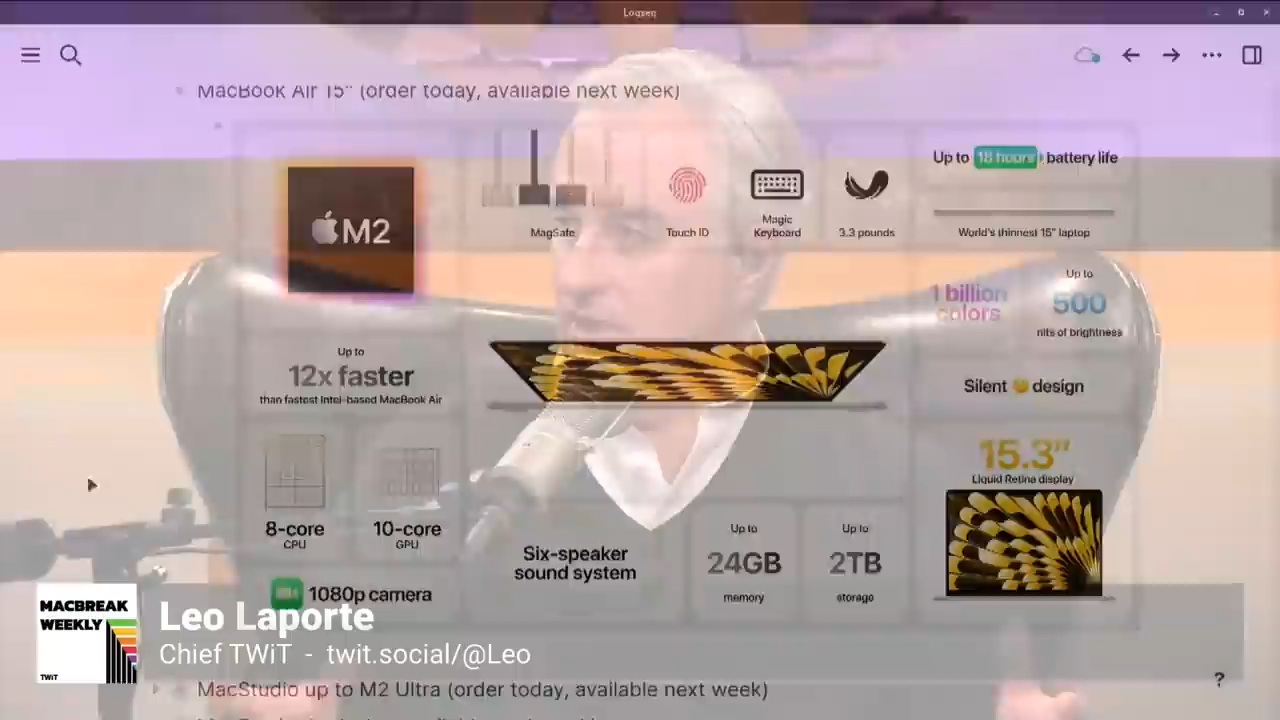 Logseq
MacBook Air 15" (order today, available next week)
M2
MagSafe
Touch ID
Magic
Keyboard
3.3 pounds
Up to 18 hours battery life
World's thinnest 15" laptop
1 billion
colors
Up to
500
nits of brightness
Up to
12x faster
than fastest Intel-based MacBook Air
Silent design
15.3"
Liquid Retina display
8-core
CPU
10-core
GPU
Six-speaker
sound system
Up to
24GB
memory
Up to
2TB
storage
1080p camera
MACBREAK
WEEKLY
TWiT
Leo Laporte
Chief TWiT - twit.social/@Leo
MacStudio up to M2 Ultra (order today, available next week)
?